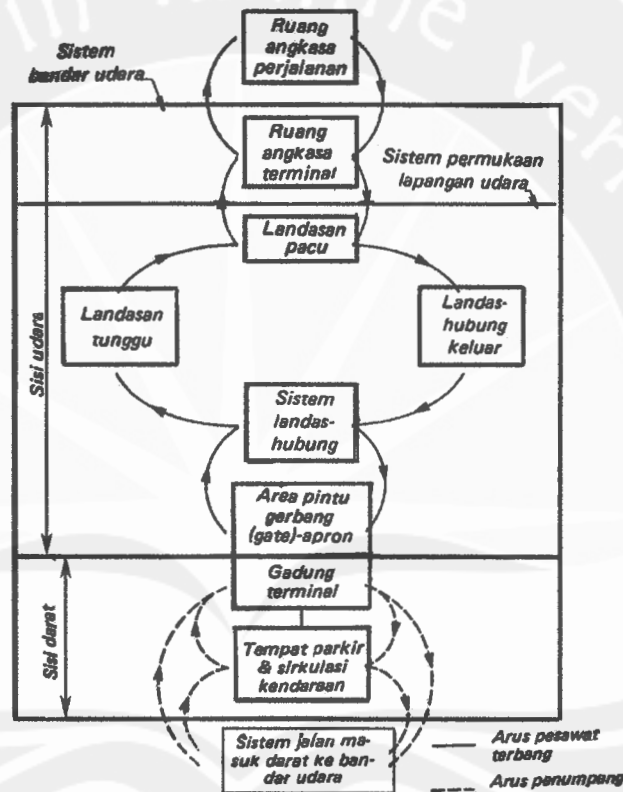 Ruang
angkasa
perjalanan
Sistem
bandar udara
Ruang
angkasa
terminal
Sistem permukaan
lapangan udara
Landasan
pacu
Landasan
tunggu
Landas-
hubung
keluar
Sisi udara
Sistem
landas-
hubung
Area pintu
gerbang
(gate)-apron
Gadung
terminal
Sisi darat
Tempat parkir
& sirkulasi
kendaraan
Sistem jalan ma-
suk darat ke ban-
dar udara
Arus pesawat
terbang
Arus penumpang